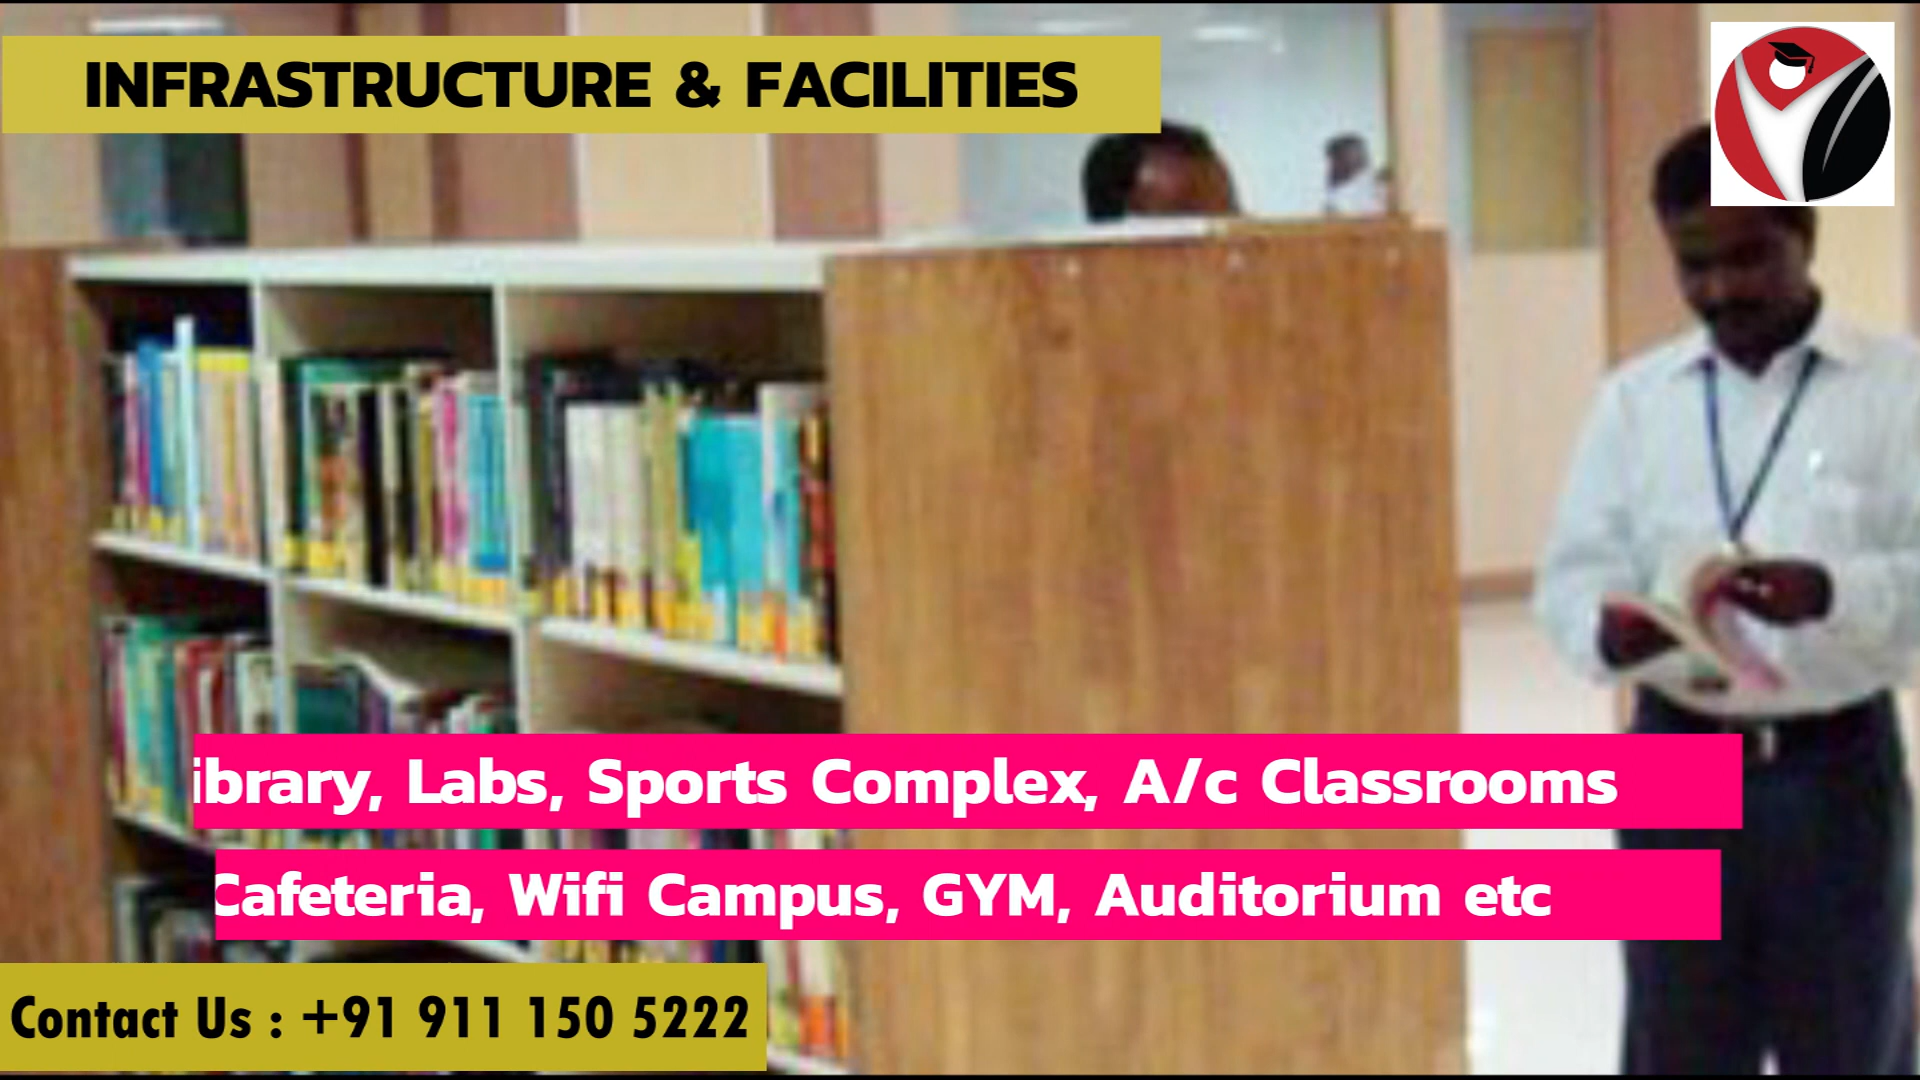 INFRASTRUCTURE & FACILITIES
ibrary, Labs, Sports Complex, A/c Classrooms
Cafeteria, Wifi Campus, GYM, Auditorium etc
Contact Us : +91 911 150 5222